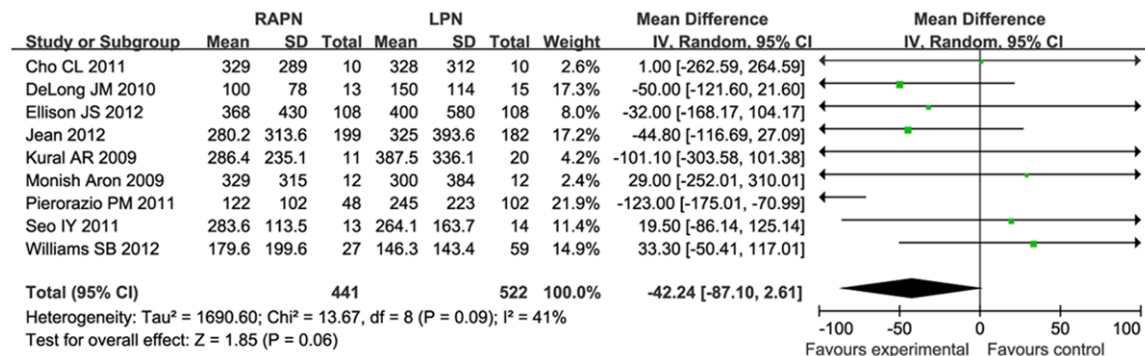 RAPN LPN Mean Difference Mean Difference
Study or Subgroup Mean SD Total Mean SD Total Weight IV, Random, 95% CI IV, Random, 95% CI
Cho CL 2011 329 289 10 328 312 10 2.6% 1.00 [-262.59, 264.59]
DeLong JM 2010 100 78 13 150 114 15 17.3% -50.00 [-121.60, 21.60]
Ellison JS 2012 368 430 108 400 580 108 8.0% -32.00 [-168.17, 104.17]
Jean 2012 280.2 313.6 199 325 393.6 182 17.2% -44.80 [-116.69, 27.09]
Kural AR 2009 286.4 235.1 11 387.5 336.1 20 4.2% -101.10 [-303.58, 101.38]
Monish Aron 2009 329 315 12 300 384 12 2.4% 29.00 [-252.01, 310.01]
Pierorazio PM 2011 122 102 48 245 223 102 21.9% -123.00 [-175.01, -70.99]
Seo IY 2011 283.6 113.5 13 264.1 163.7 14 11.4% 19.50 [-86.14, 125.14]
Williams SB 2012 179.6 199.6 27 146.3 143.4 59 14.9% 33.30 [-50.41, 117.01]
Total (95% CI) 441 522 100.0% -42.24 [-87.10, 2.61]
Heterogeneity: Tau² = 1690.60; Chi² = 13.67, df = 8 (P = 0.09); I² = 41%
Test for overall effect: Z = 1.85 (P = 0.06)
-100 -50 0 50 100
Favours experimental Favours control